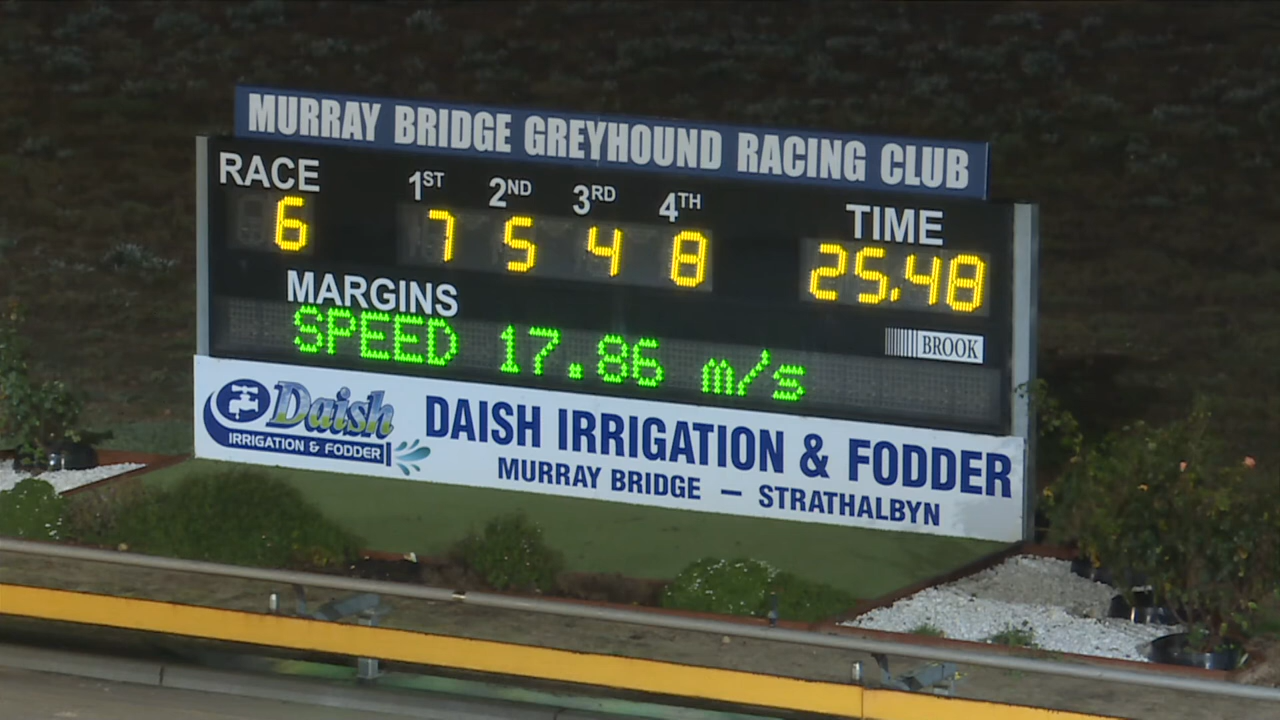 MURRAY BRIDGE GREYHOUND RACING CLUB
RACE 1ST 2ND 3RD 4TH TIME
6 7 5 4 8 25.48
MARGINS
SPEED 17.86 m/s
BROOK
Daish
IRRIGATION & FODDER
DAISH IRRIGATION & FODDER
MURRAY BRIDGE – STRATHALBYN